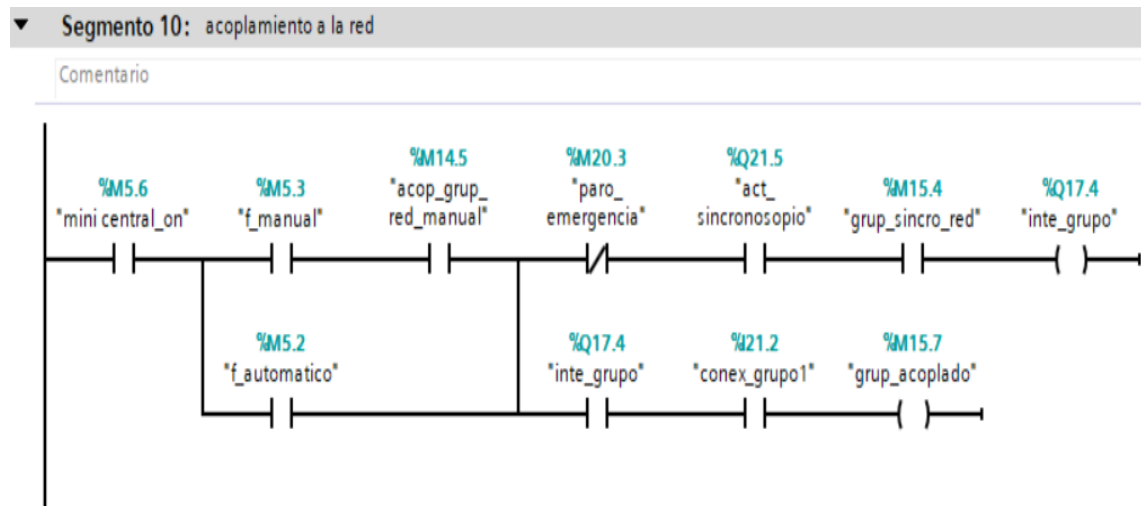 Segmento 10: acoplamiento a la red
Comentario
%M5.6
"mini central_on"
%M5.3
"f_manual"
%M14.5
"acop_grup_
red_manual"
%M20.3
"paro_
emergencia"
%Q21.5
"act_
sincronosopio"
%M15.4
"grup_sincro_red"
%Q17.4
"inte_grupo"
%M5.2
"f_automatico"
%Q17.4
"inte_grupo"
%I21.2
"conex_grupo1"
%M15.7
"grup_acoplado"